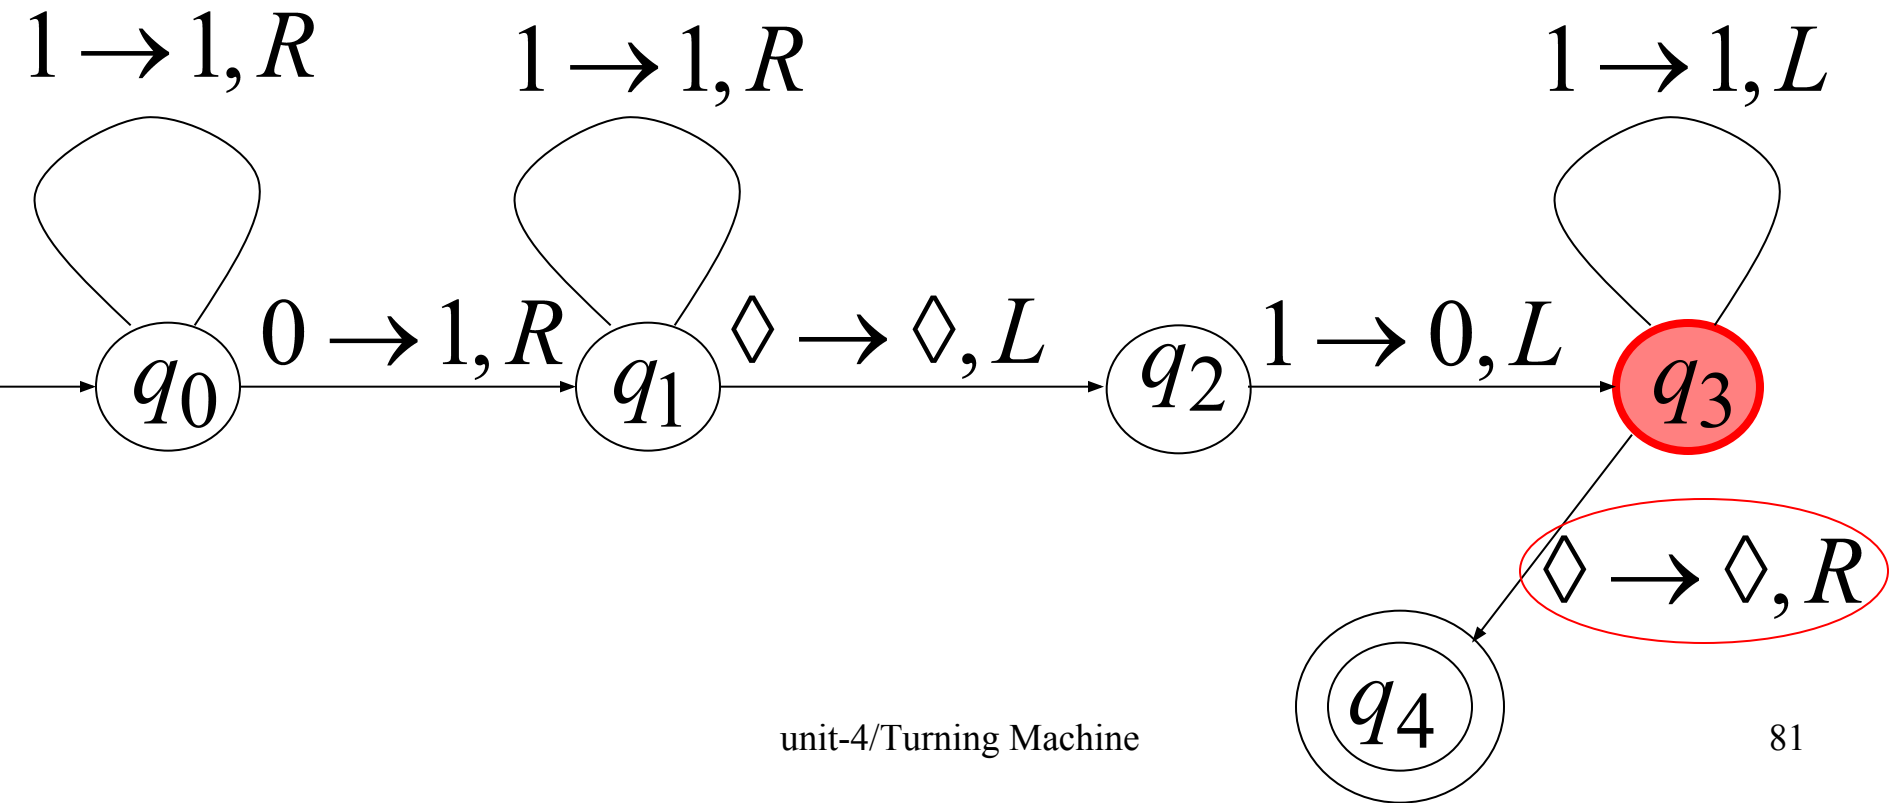 1 → 1, R
1 → 1, R
1 → 1, L
0 → 1, R
◊ → ◊, L
1 → 0, L
q0
q1
q2
q3
◊ → ◊, R
q4
unit-4/Turning Machine
81